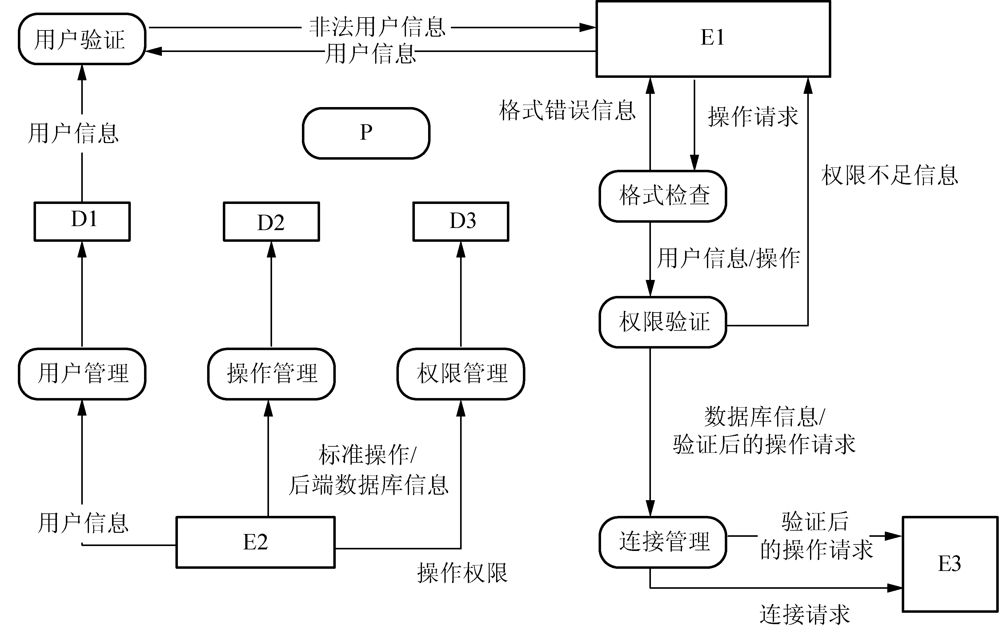 用户验证
非法用户信息
用户信息
E1
格式错误信息
操作请求
用户信息
P
权限不足信息
格式检查
D1
D2
D3
用户信息/操作
权限验证
用户管理
操作管理
权限管理
数据库信息/
验证后的操作请求
标准操作/
后端数据库信息
用户信息
E2
操作权限
连接管理
验证后
的操作请求
E3
连接请求